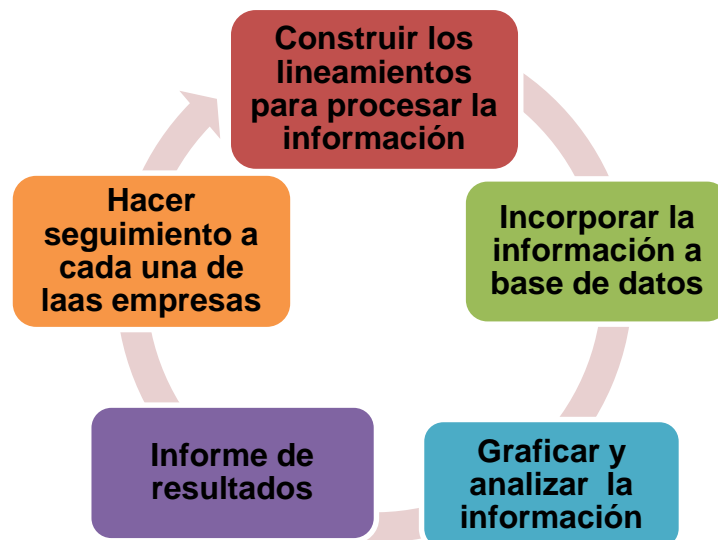 Construir los
lineamientos
para procesar la
información
Incorporar la
información a
base de datos
Graficar y
analizar  la
información
Informe de
resultados
Hacer
seguimiento a
cada una de
laas empresas